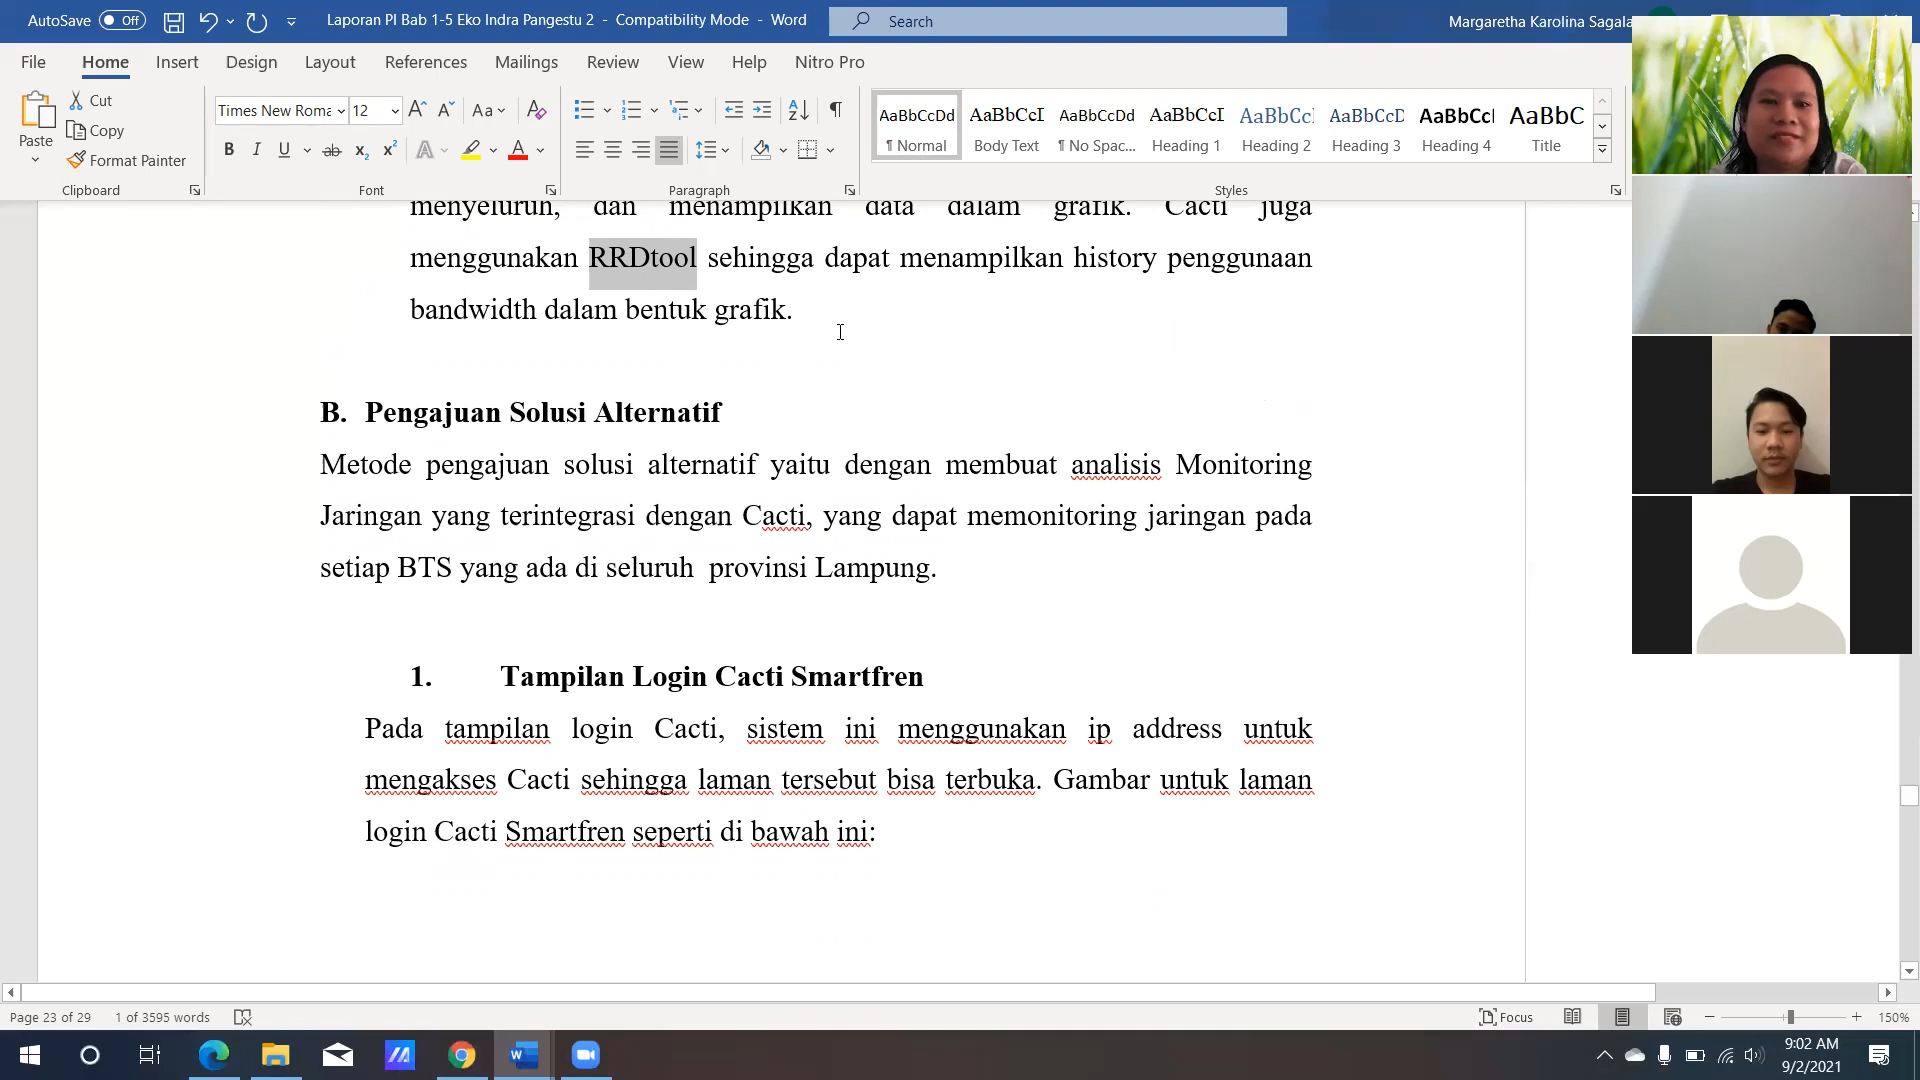 AutoSave Off Laporan PI Bab 1-5 Eko Indra Pangestu 2 - Compatibility Mode - Word Search Margaretha Karolina Sagala
File Home Insert Design Layout References Mailings Review View Help Nitro Pro
Paste
Cut
Copy
Format Painter
Clipboard
Times New Roma 12 Aa
B I U ab x2 x2 A A
Font
Paragraph
AaBbCcDd AaBbCcI AaBbCcDd AaBbCcI AaBbCcI AaBbCcD AaBbCcI AaBbC
¶ Normal Body Text ¶ No Spac... Heading 1 Heading 2 Heading 3 Heading 4 Title
Styles
menyeluruh, dan menampilkan data dalam grafik. Cacti juga
menggunakan RRDtool sehingga dapat menampilkan history penggunaan
bandwidth dalam bentuk grafik.
B. Pengajuan Solusi Alternatif
Metode pengajuan solusi alternatif yaitu dengan membuat analisis Monitoring
Jaringan yang terintegrasi dengan Cacti, yang dapat memonitoring jaringan pada
setiap BTS yang ada di seluruh provinsi Lampung.
1. Tampilan Login Cacti Smartfren
Pada tampilan login Cacti, sistem ini menggunakan ip address untuk
mengakses Cacti sehingga laman tersebut bisa terbuka. Gambar untuk laman
login Cacti Smartfren seperti di bawah ini:
Page 23 of 29 1 of 3595 words Focus 150%
9:02 AM
9/2/2021